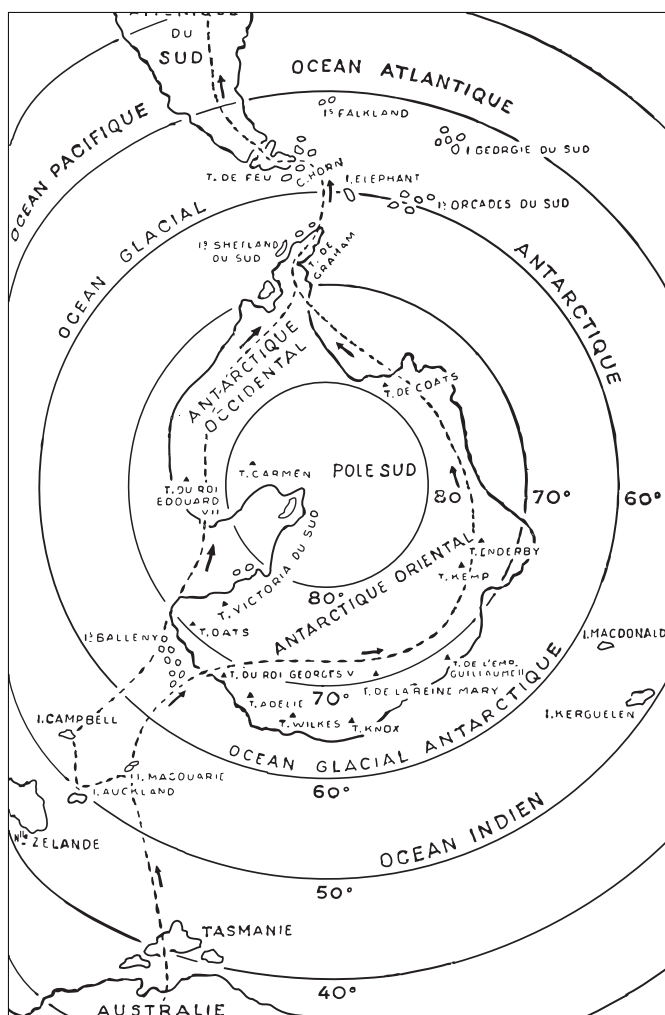 DU
SUD
OCEAN ATLANTIQUE
Iˢ FALKLAND
I. GEORGIE DU SUD
OCEAN PACIFIQUE
T. DE FEU
C. HORN
I. ELEPHANT
Iˢ ORCADES DU SUD
OCEAN GLACIAL
ANTARCTIQUE
Iˢ SHETLAND
DU SUD
T. DE
GRAHAM
ANTARCTIQUE
OCCIDENTAL
T. DE COATS
T. CARMEN
POLE SUD
T. DU ROI
EDOUARD
VII
80
70°
60°
T. VICTORIA DU SUD
T. ENDERBY
T. KEMP
ANTARCTIQUE ORIENTAL
80°
T. OATS
Iˢ BALLENY
I. MACDONALD
T. DU ROI GEORGES V
T. DE L'EMP.
GUILLAUME II
70°
T. DE LA REINE MARY
T. ADELIE
T. WILKES
T. KNOX
I. KERGUELEN
I. CAMPBELL
OCEAN GLACIAL ANTARCTIQUE
I. MACQUARIE
I. AUCKLAND
60°
Nˡˡᵉ ZELANDE
OCEAN INDIEN
50°
TASMANIE
40°
AUSTRALIE